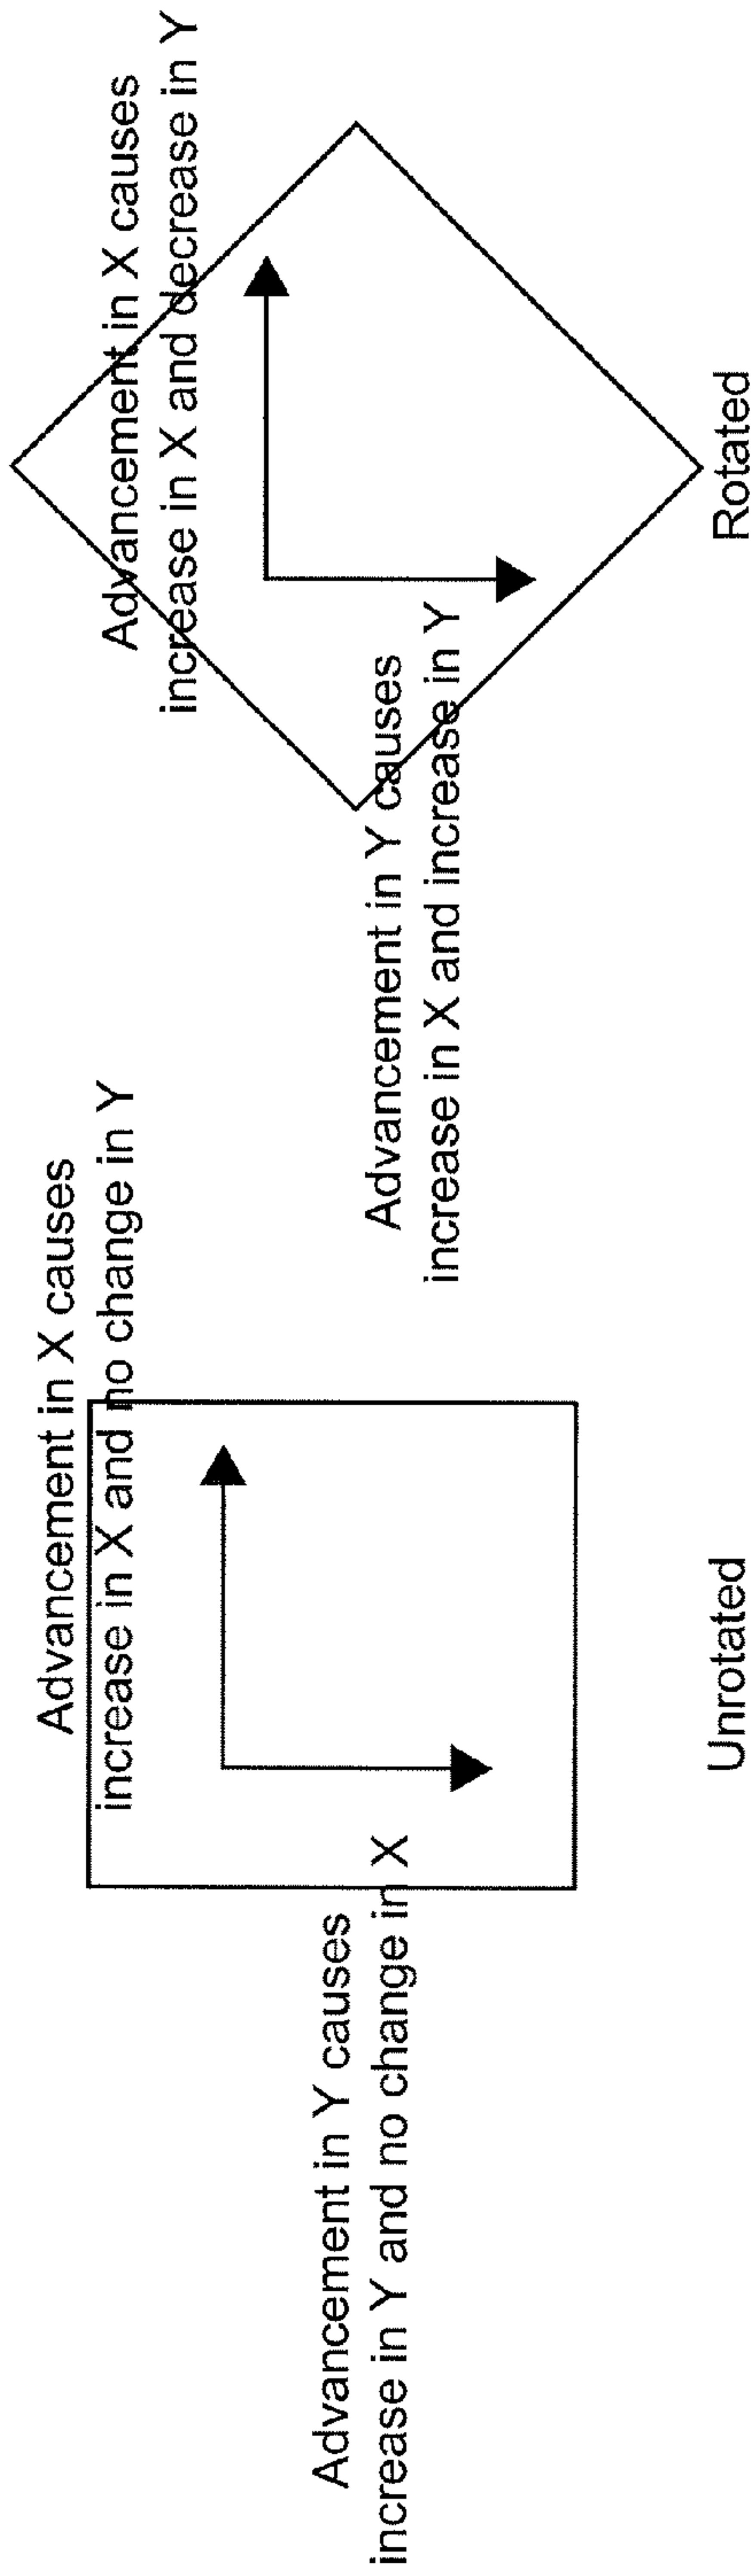 Advancement in Y causes
increase in Y and no change in X
Advancement in X causes
increase in X and no change in Y
Unrotated
Advancement in Y causes
increase in X and increase in Y
Advancement in X causes
increase in X and decrease in Y
Rotated